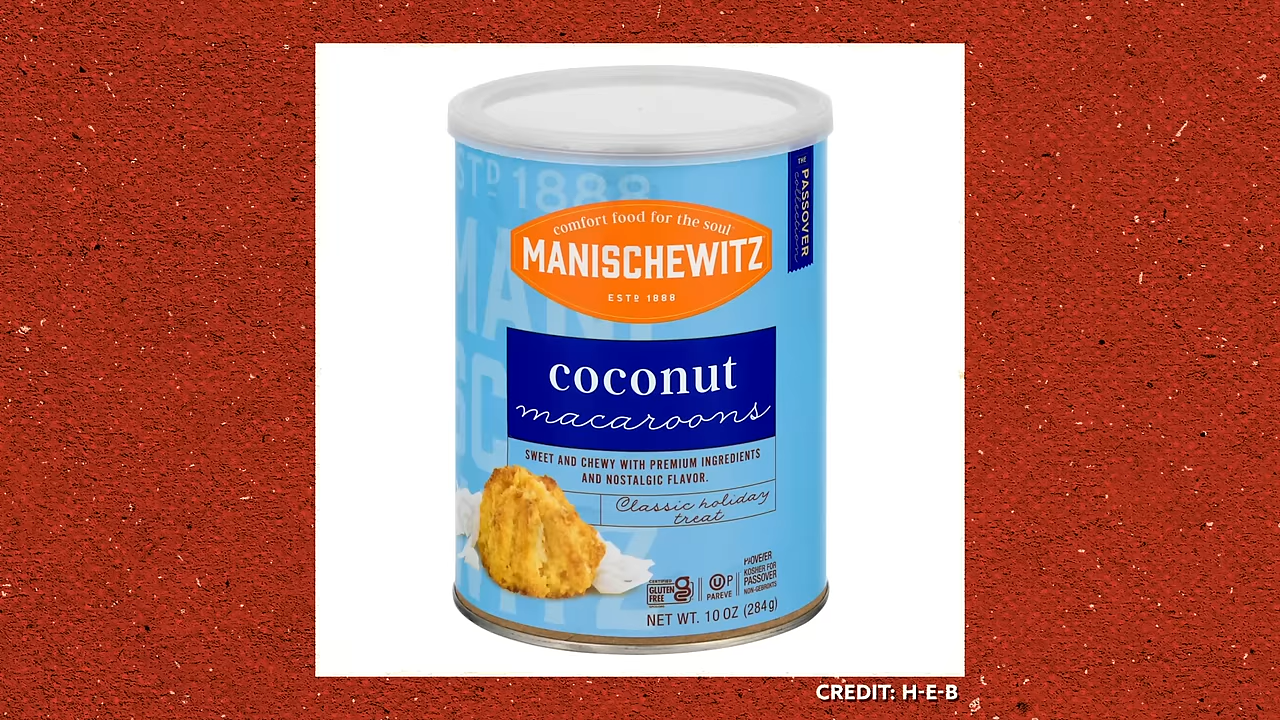 ESTD 1888
THE PASSOVER collection
comfort food for the soul
MANISCHEWITZ
ESTD 1888
coconut
macaroons
SWEET AND CHEWY WITH PREMIUM INGREDIENTS
AND NOSTALGIC FLAVOR.
Classic holiday
treat
CERTIFIED
GLUTEN
FREE
U P
PAREVE
KOSHER FOR
PASSOVER
NON-GEBROKTS
NET WT. 10 OZ (284g)
CREDIT: H-E-B